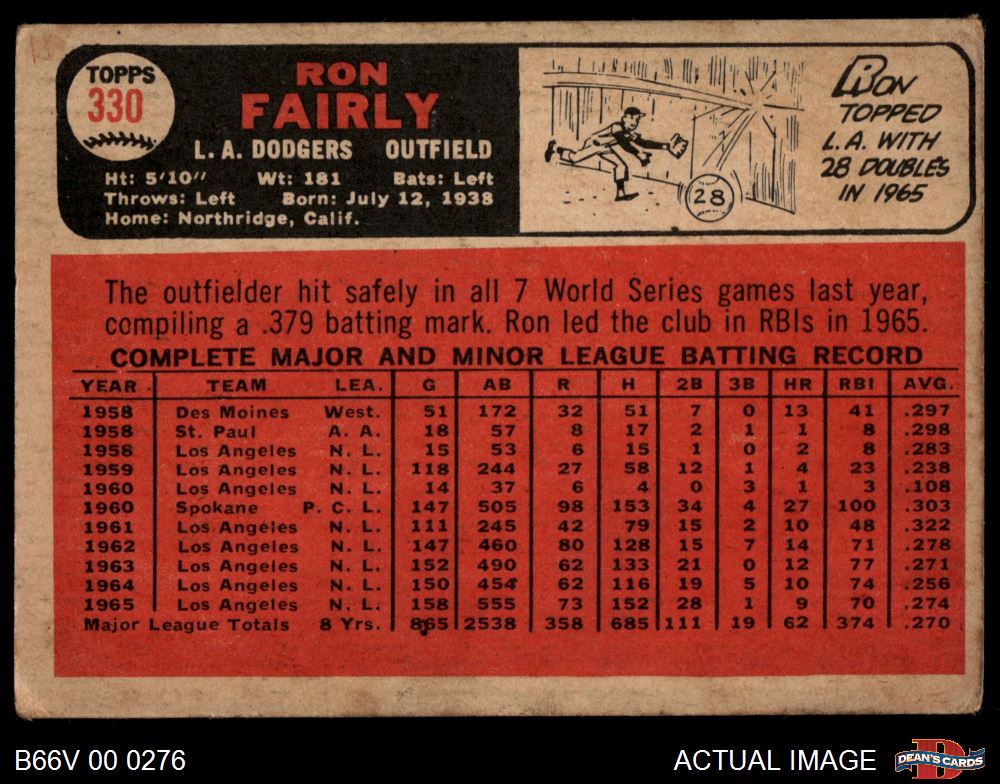 TOPPS
330
RON
FAIRLY
L. A. DODGERS OUTFIELD
Ht: 5'10" Wt: 181 Bats: Left
Throws: Left Born: July 12, 1938
Home: Northridge, Calif.
28
RON
TOPPED
L.A. WITH
28 DOUBLES
IN 1965
The outfielder hit safely in all 7 World Series games last year,
compiling a .379 batting mark. Ron led the club in RBIs in 1965.
COMPLETE MAJOR AND MINOR LEAGUE BATTING RECORD
YEAR TEAM LEA. G AB R H 2B 3B HR RBI AVG.
1958 Des Moines West. 51 172 32 51 7 0 13 41 .297
1958 St. Paul A. A. 18 57 8 17 2 1 1 8 .298
1958 Los Angeles N. L. 15 53 6 15 1 0 2 8 .283
1959 Los Angeles N. L. 118 244 27 58 12 1 4 23 .238
1960 Los Angeles N. L. 14 37 6 4 0 3 1 3 .108
1960 Spokane P. C. L. 147 505 98 153 34 4 27 100 .303
1961 Los Angeles N. L. 111 245 42 79 15 2 10 48 .322
1962 Los Angeles N. L. 147 460 80 128 15 7 14 71 .278
1963 Los Angeles N. L. 152 490 62 133 21 0 12 77 .271
1964 Los Angeles N. L. 150 454 62 116 19 5 10 74 .256
1965 Los Angeles N. L. 158 555 73 152 28 1 9 70 .274
Major League Totals 8 Yrs. 865 2538 358 685 111 19 62 374 .270
B66V 00 0276
ACTUAL IMAGE
D
DEAN'S CARDS